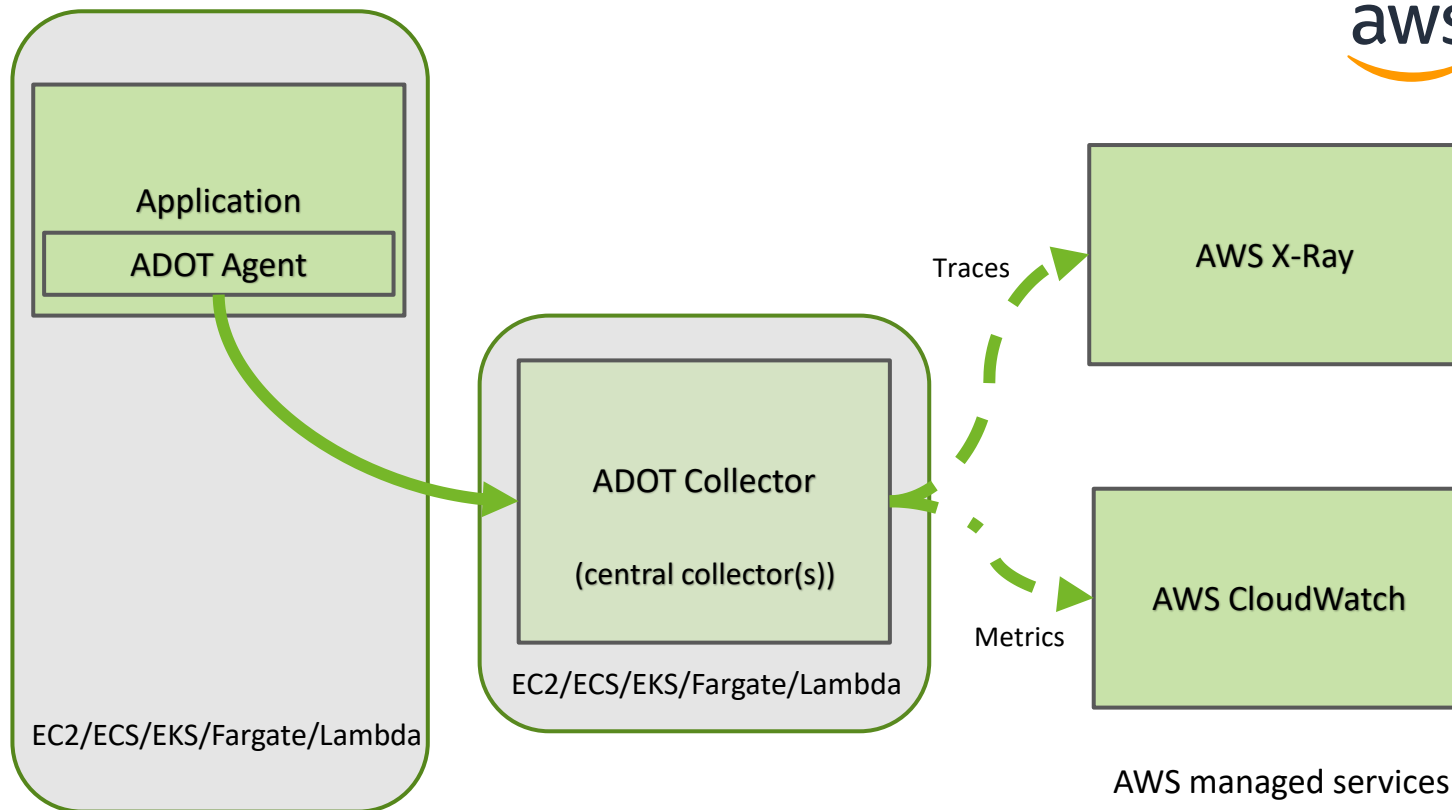 aws
Application
ADOT Agent
EC2/ECS/EKS/Fargate/Lambda
ADOT Collector
(central collector(s))
EC2/ECS/EKS/Fargate/Lambda
Traces
Metrics
AWS X-Ray
AWS CloudWatch
AWS managed services